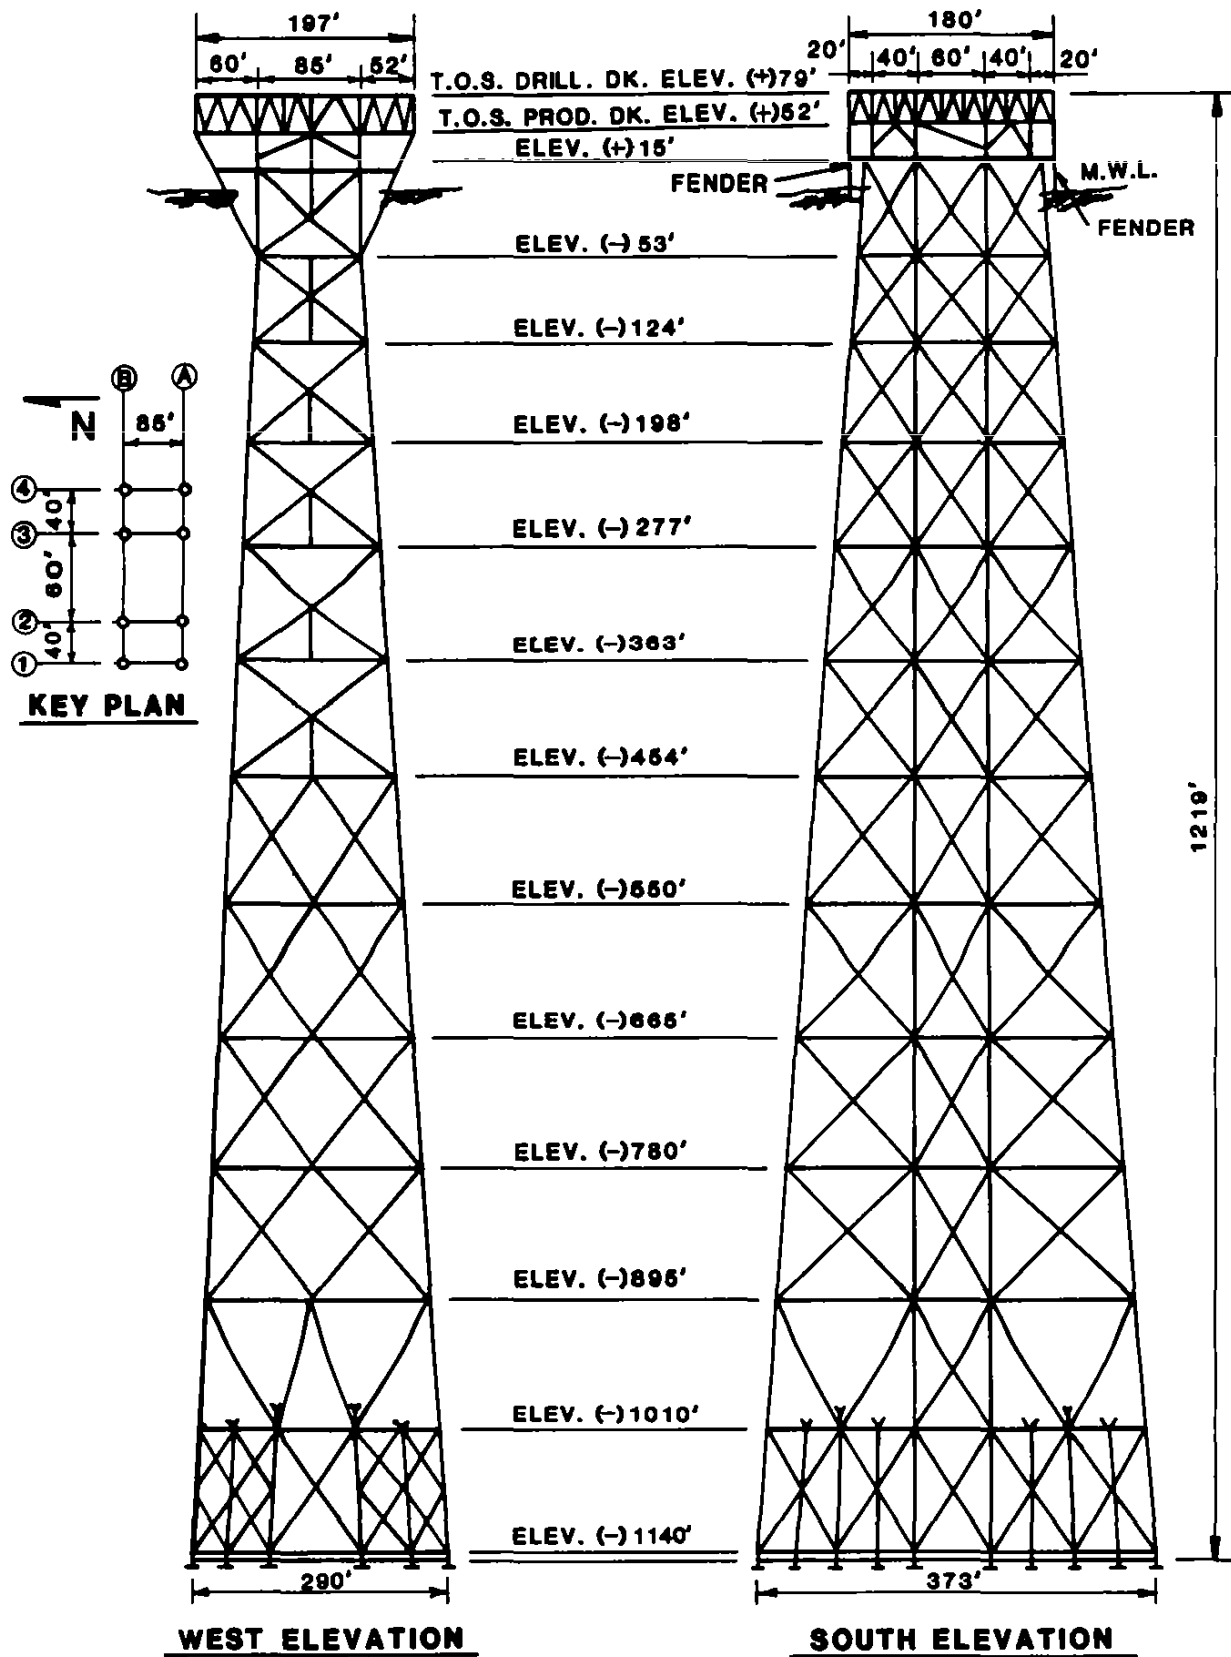 197'
60' 85' 52'
180'
20' 40' 60' 40' 20'
T.O.S. DRILL. DK. ELEV. (+)79'
T.O.S. PROD. DK. ELEV. (+)52'
ELEV. (+)15'
FENDER
M.W.L.
FENDER
ELEV. (-)53'
ELEV. (-)124'
ELEV. (-)198'
ELEV. (-)277'
ELEV. (-)363'
ELEV. (-)454'
ELEV. (-)550'
ELEV. (-)665'
ELEV. (-)780'
ELEV. (-)895'
ELEV. (-)1010'
ELEV. (-)1140'
B A
N
85'
4
40'
3
60'
2
40'
1
KEY PLAN
1219'
290'
373'
WEST ELEVATION
SOUTH ELEVATION